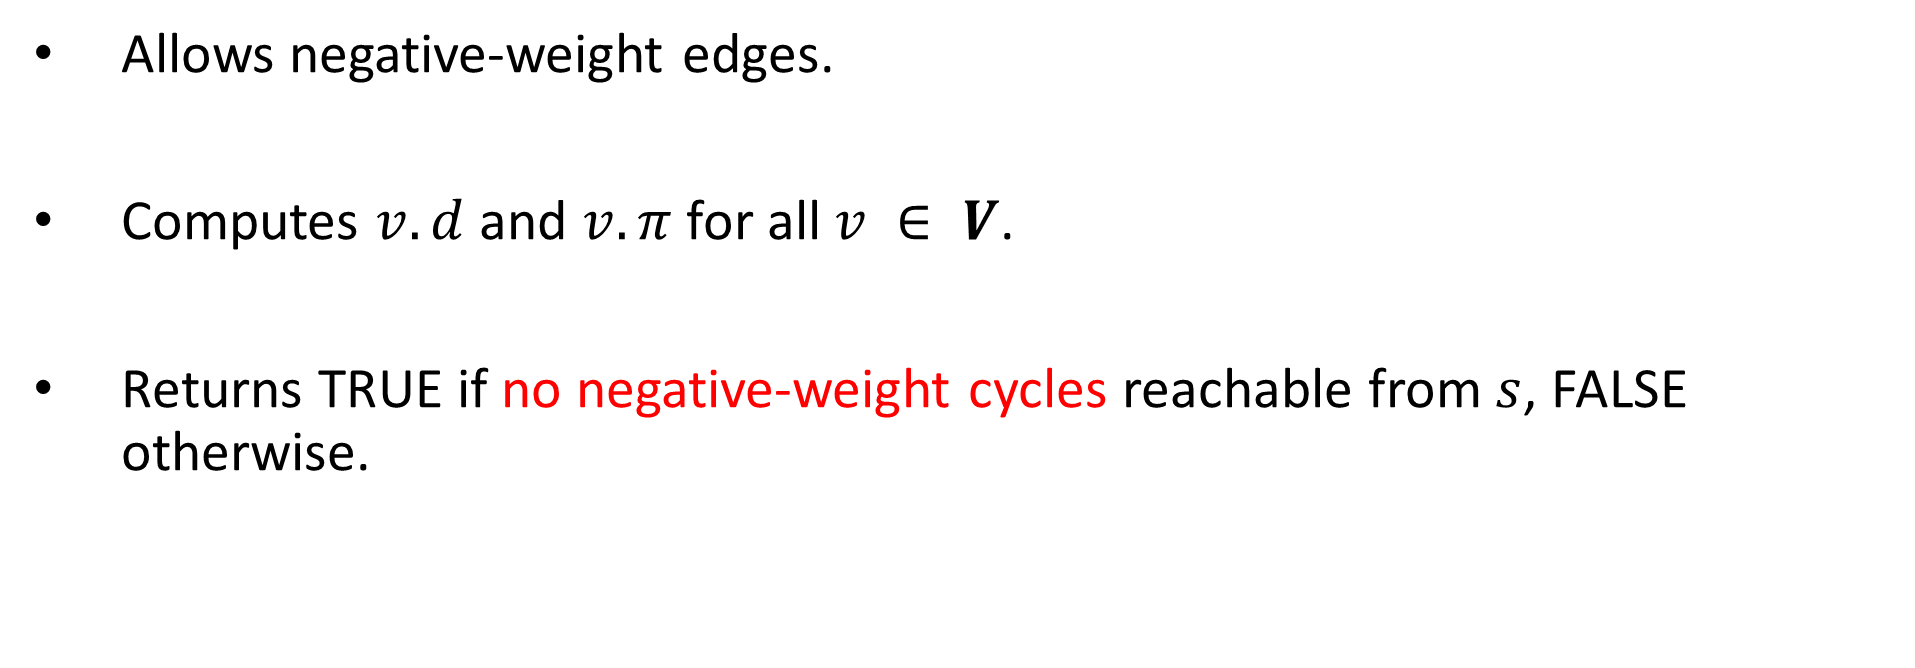 • Allows negative-weight edges.
• Computes v.d and v.π for all v ∈ V.
• Returns TRUE if no negative-weight cycles reachable from s, FALSE
otherwise.